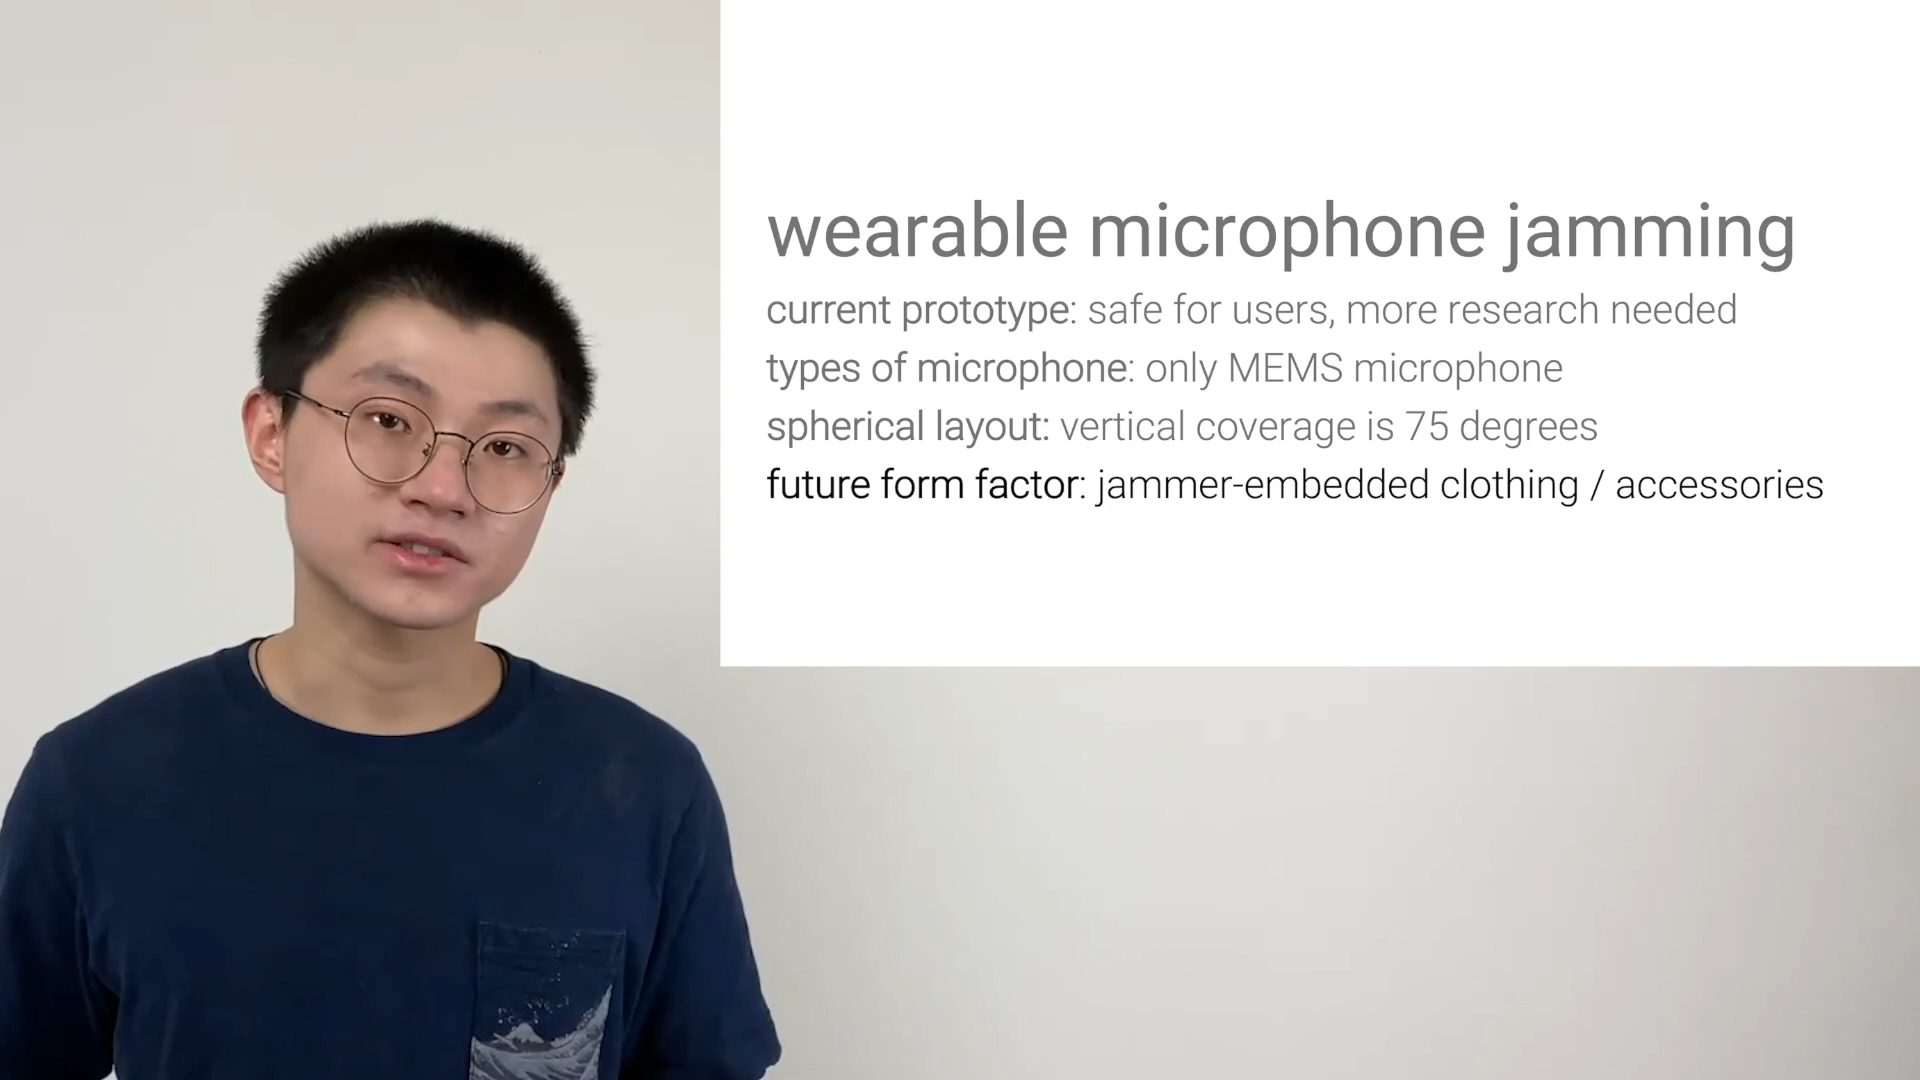 wearable microphone jamming
current prototype: safe for users, more research needed
types of microphone: only MEMS microphone
spherical layout: vertical coverage is 75 degrees
future form factor: jammer-embedded clothing / accessories